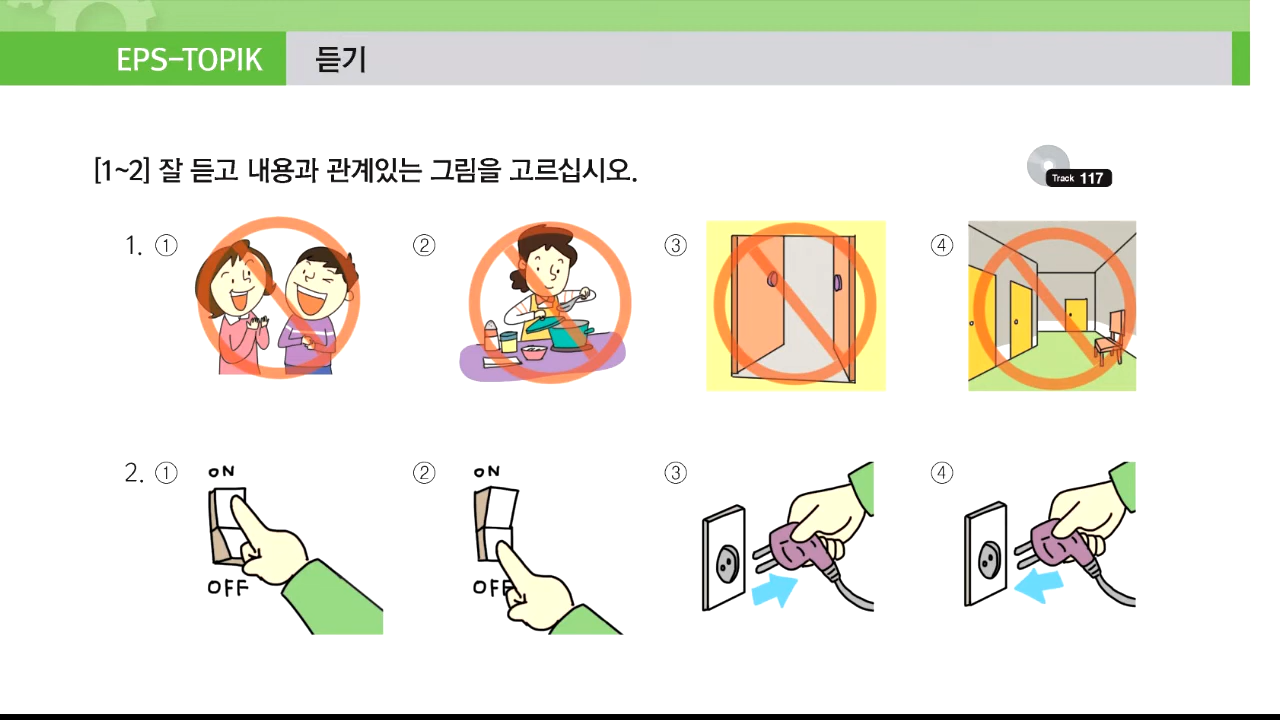 EPS-TOPIK 듣기
[1~2] 잘 듣고 내용과 관계있는 그림을 고르십시오.
Track 117
1. ① ② ③ ④
2. ① ② ③ ④
ON ON
OFF OFF